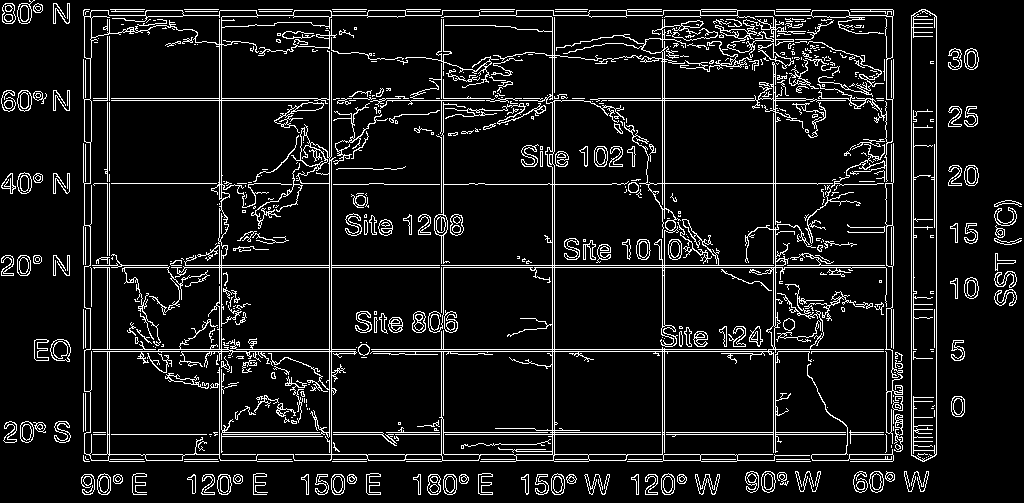 80° N
60° N
40° N
20° N
EQ
20° S
90° E
120° E
150° E
180° E
150° W
120° W
90° W
60° W
Site 1021
Site 1208
Site 1010
Site 806
Site 1241
30
25
20
15
10
5
0
SST (°C)
Ocean Data View